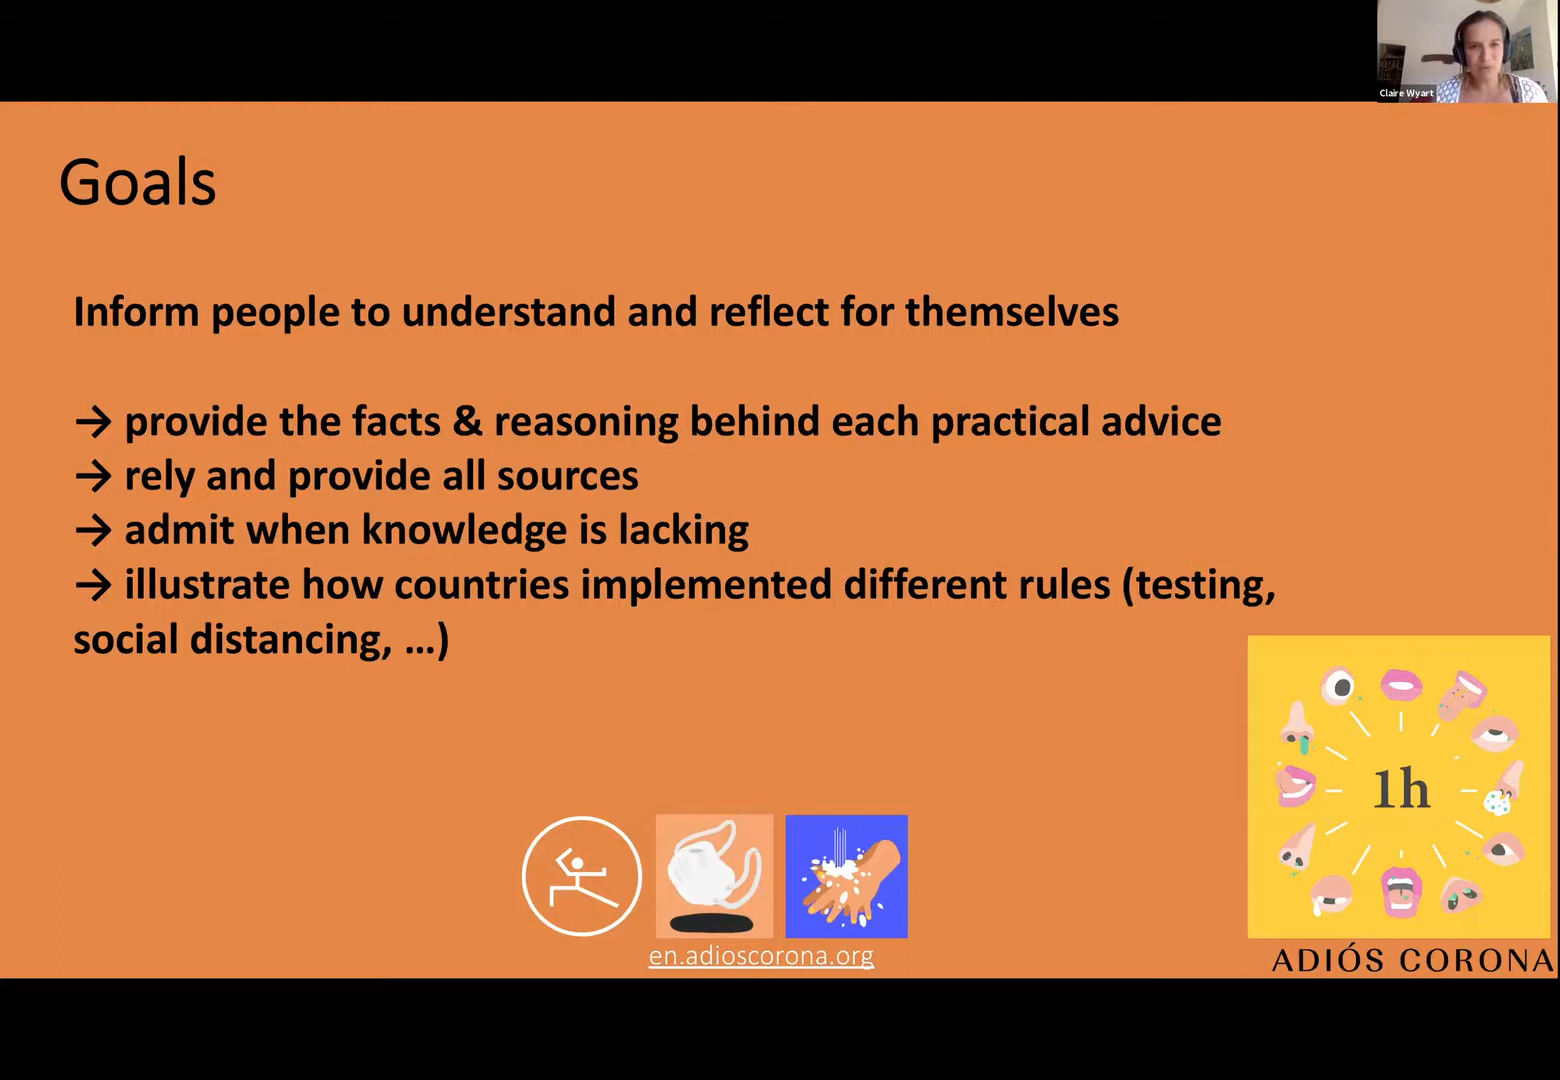 Claire Wyart
Goals
Inform people to understand and reflect for themselves
→ provide the facts & reasoning behind each practical advice
→ rely and provide all sources
→ admit when knowledge is lacking
→ illustrate how countries implemented different rules (testing,
social distancing, ...)
1h
en.adioscorona.org
ADIÓS CORONA